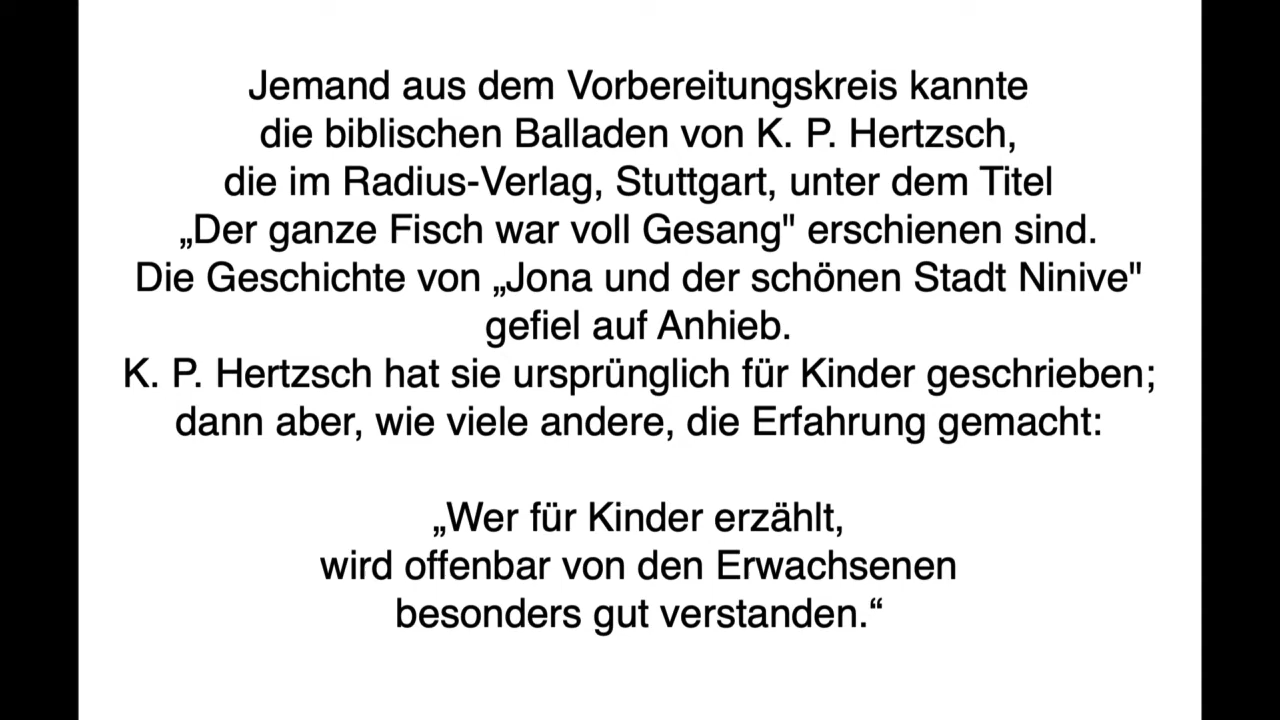 Jemand aus dem Vorbereitungskreis kannte
die biblischen Balladen von K. P. Hertzsch,
die im Radius-Verlag, Stuttgart, unter dem Titel
„Der ganze Fisch war voll Gesang" erschienen sind.
Die Geschichte von „Jona und der schönen Stadt Ninive"
gefiel auf Anhieb.
K. P. Hertzsch hat sie ursprünglich für Kinder geschrieben;
dann aber, wie viele andere, die Erfahrung gemacht:
„Wer für Kinder erzählt,
wird offenbar von den Erwachsenen
besonders gut verstanden.“